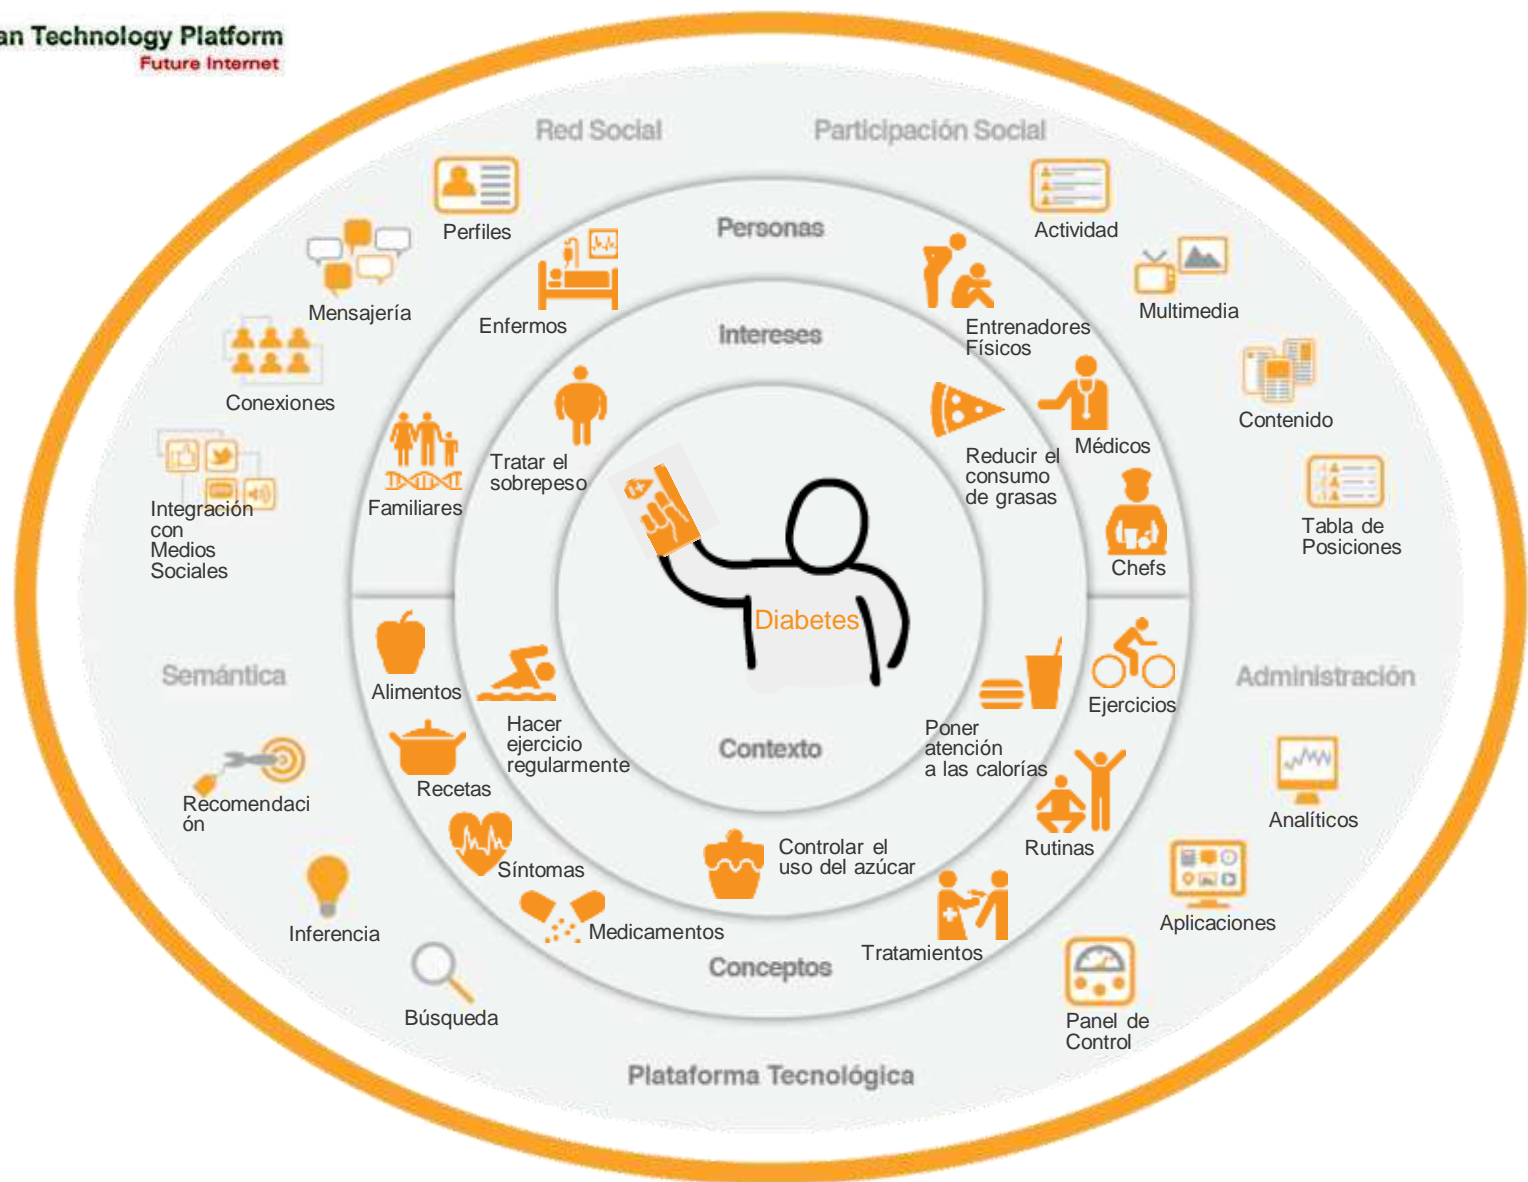 an Technology Platform
Future Internet
Red Social
Participación Social
Perfiles
Personas
Actividad
Mensajería
Enfermos
Entrenadores
Físicos
Multimedia
Intereses
Conexiones
Tratar el
sobrepeso
Reducir el
consumo
de grasas
Médicos
Contenido
Integración
con
Medios
Sociales
Familiares
Tabla de
Posiciones
Chefs
Diabetes
Semántica
Alimentos
Ejercicios
Administración
Hacer
ejercicio
regularmente
Contexto
Poner
atención
a las calorías
Recomendaci
ón
Recetas
Analíticos
Síntomas
Controlar el
uso del azúcar
Rutinas
Inferencia
Medicamentos
Tratamientos
Aplicaciones
Conceptos
Búsqueda
Panel de
Control
Plataforma Tecnológica